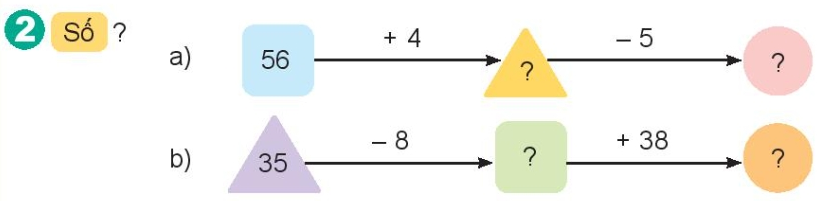 2 Số ?
a) 56 + 4 ? – 5 ?
b) 35 – 8 ? + 38 ?